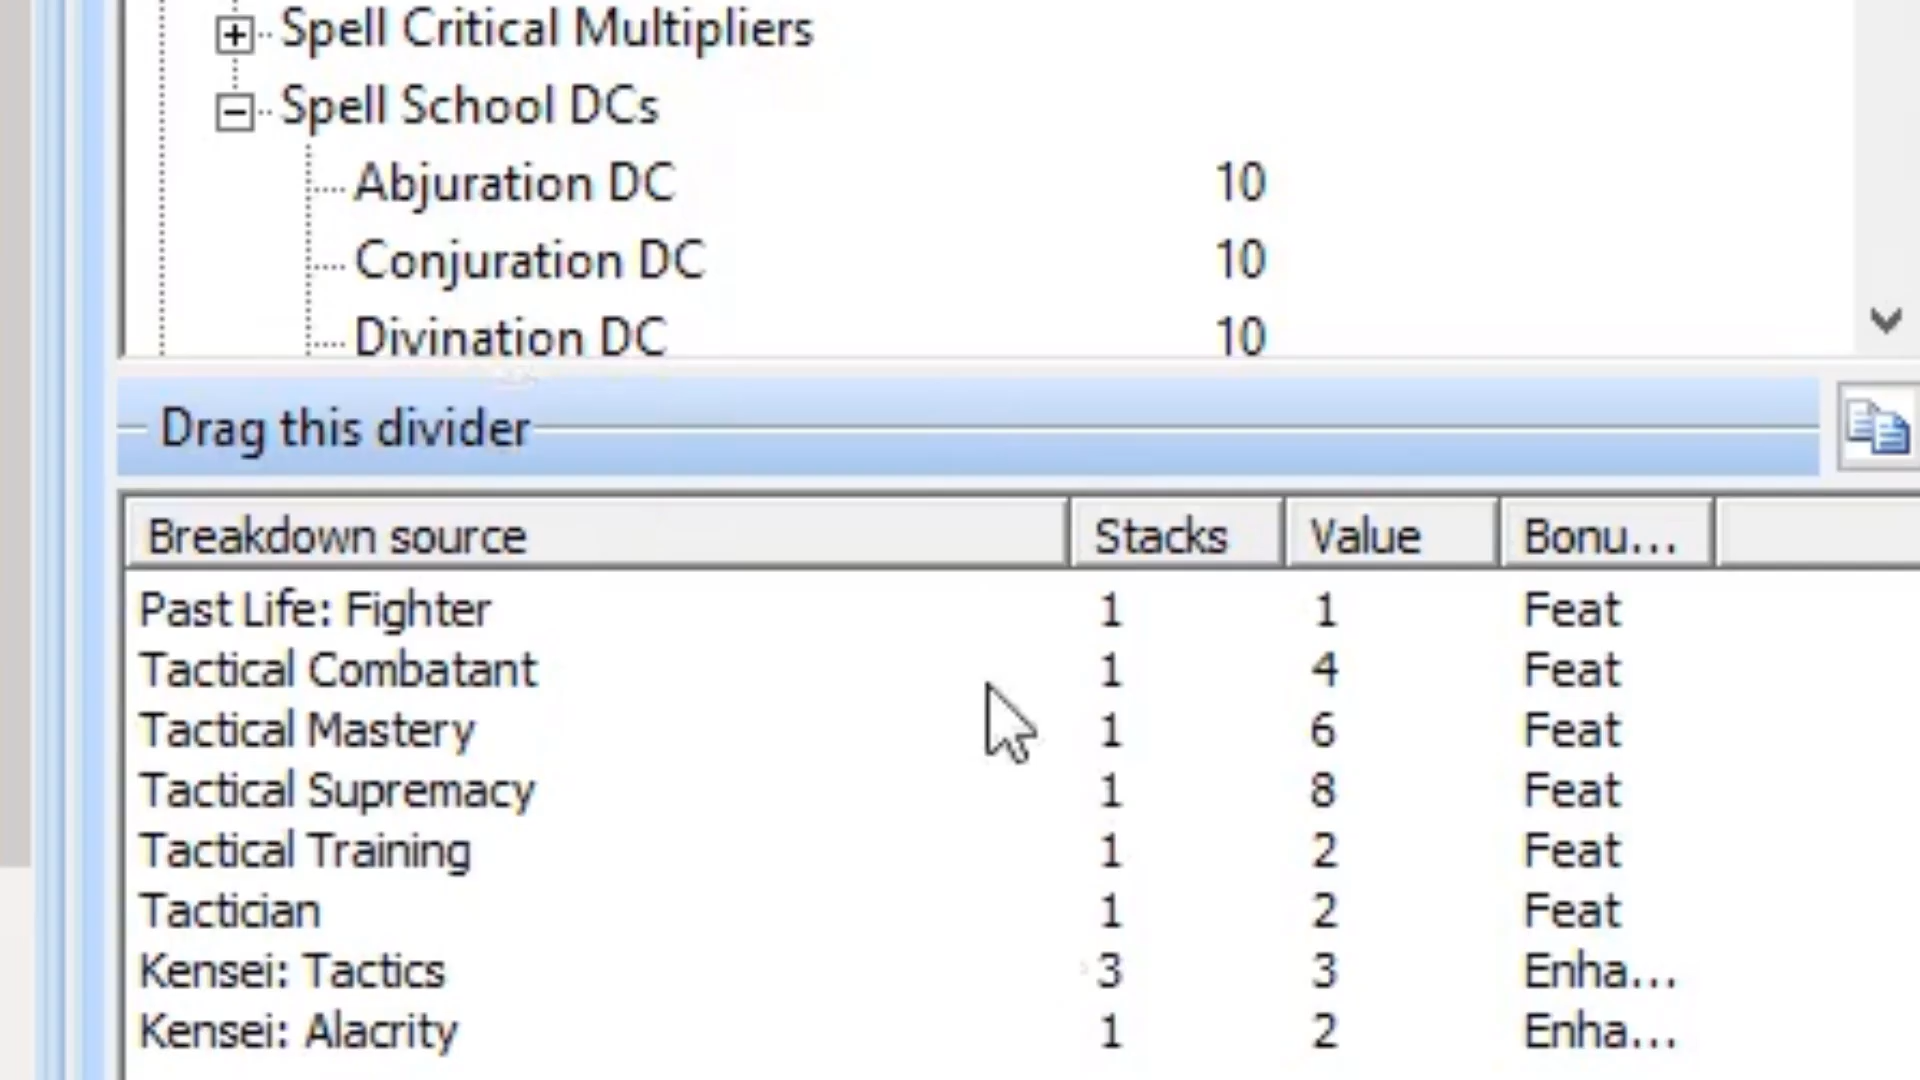 Spell Critical Multipliers
Spell School DCs
Abjuration DC 10
Conjuration DC 10
Divination DC 10
Drag this divider
Breakdown source Stacks Value Bonu...
Past Life: Fighter 1 1 Feat
Tactical Combatant 1 4 Feat
Tactical Mastery 1 6 Feat
Tactical Supremacy 1 8 Feat
Tactical Training 1 2 Feat
Tactician 1 2 Feat
Kensei: Tactics 3 3 Enha...
Kensei: Alacrity 1 2 Enha...